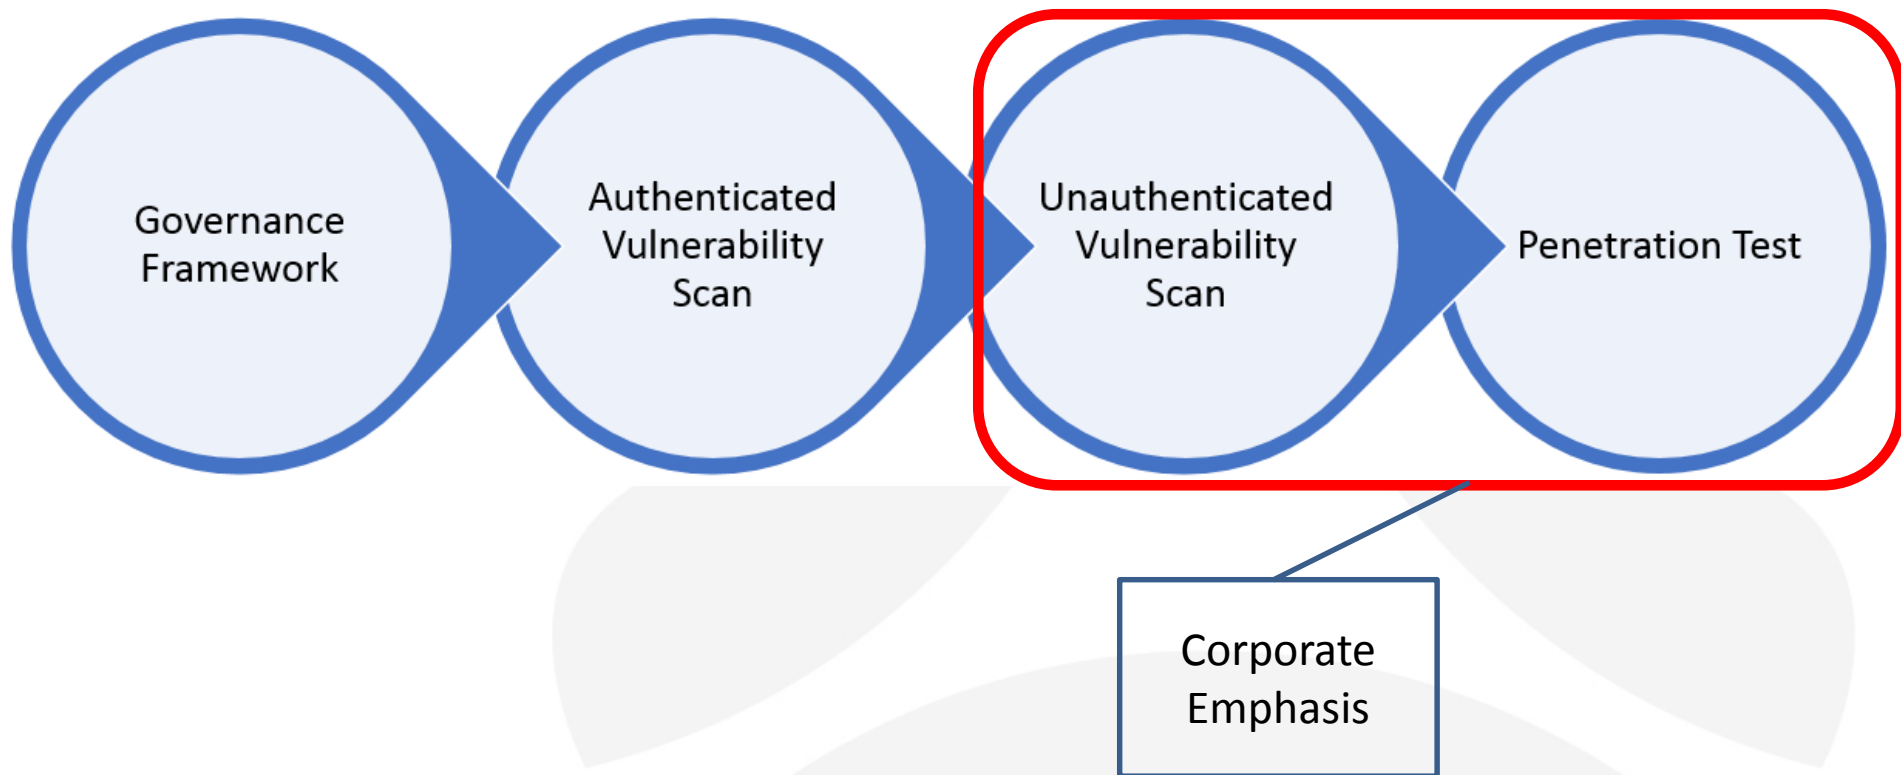 Governance
Framework
Authenticated
Vulnerability
Scan
Unauthenticated
Vulnerability
Scan
Penetration Test
Corporate
Emphasis